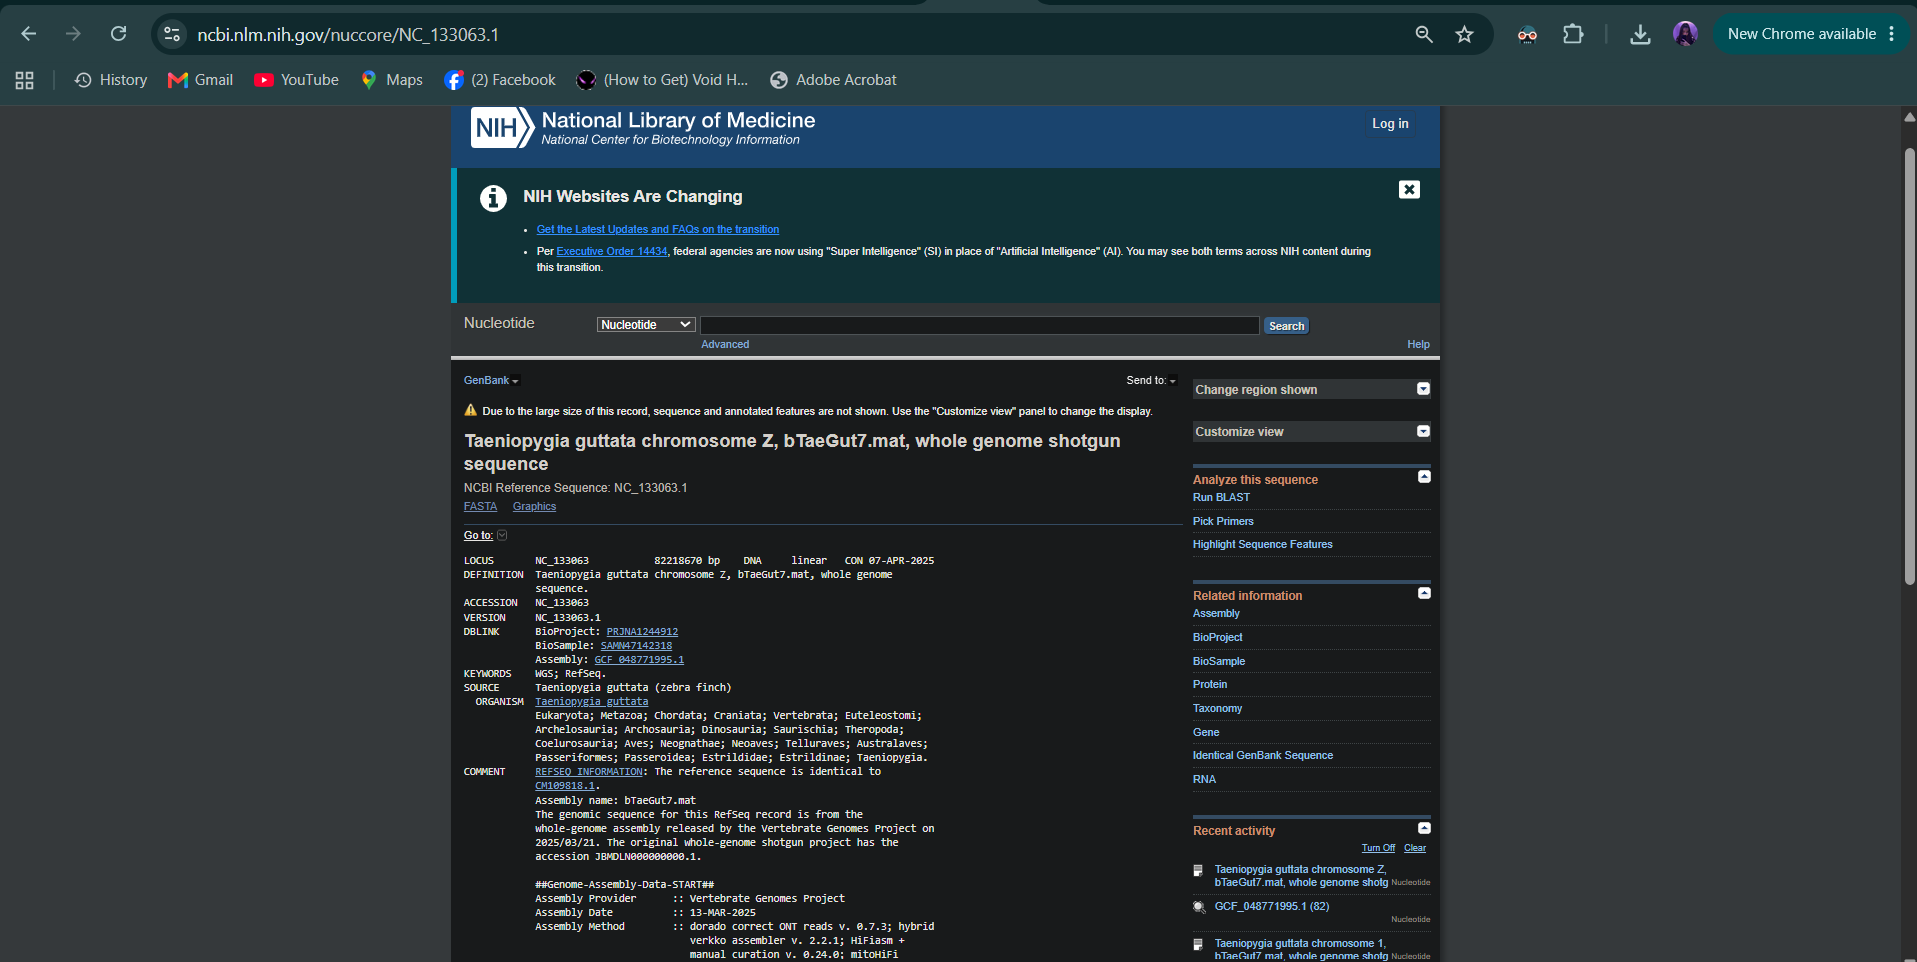 ncbi.nlm.nih.gov/nuccore/NC_133063.1
New Chrome available
History
Gmail
YouTube
Maps
(2) Facebook
(How to Get) Void H...
Adobe Acrobat
NIH
National Library of Medicine
National Center for Biotechnology Information
Log in
NIH Websites Are Changing
Get the Latest Updates and FAQs on the transition
Per Executive Order 14434, federal agencies are now using "Super Intelligence" (SI) in place of "Artificial Intelligence" (AI). You may see both terms across NIH content during
this transition.
Nucleotide
Nucleotide
Search
Advanced
Help
GenBank
Send to:
Due to the large size of this record, sequence and annotated features are not shown. Use the "Customize view" panel to change the display.
Taeniopygia guttata chromosome Z, bTaeGut7.mat, whole genome shotgun
sequence
NCBI Reference Sequence: NC_133063.1
FASTA Graphics
Go to:
LOCUS NC_133063 82218670 bp DNA linear CON 07-APR-2025
DEFINITION Taeniopygia guttata chromosome Z, bTaeGut7.mat, whole genome
sequence.
ACCESSION NC_133063
VERSION NC_133063.1
DBLINK BioProject: PRJNA1244912
BioSample: SAMN47142318
Assembly: GCF_048771995.1
KEYWORDS WGS; RefSeq.
SOURCE Taeniopygia guttata (zebra finch)
ORGANISM Taeniopygia guttata
Eukaryota; Metazoa; Chordata; Craniata; Vertebrata; Euteleostomi;
Archelosauria; Archosauria; Dinosauria; Saurischia; Theropoda;
Coelurosauria; Aves; Neognathae; Neoaves; Telluraves; Australaves;
Passeriformes; Passeroidea; Estrildidae; Estrildinae; Taeniopygia.
COMMENT REFSEQ INFORMATION: The reference sequence is identical to
CM109818.1.
Assembly name: bTaeGut7.mat
The genomic sequence for this RefSeq record is from the
whole-genome assembly released by the Vertebrate Genomes Project on
2025/03/21. The original whole-genome shotgun project has the
accession JBMDLN000000000.1.
##Genome-Assembly-Data-START##
Assembly Provider :: Vertebrate Genomes Project
Assembly Date :: 13-MAR-2025
Assembly Method :: dorado correct ONT reads v. 0.7.3; hybrid
verkko assembler v. 2.2.1; HiFiasm +
manual curation v. 0.24.0; mitoHiFi
Change region shown
Customize view
Analyze this sequence
Run BLAST
Pick Primers
Highlight Sequence Features
Related information
Assembly
BioProject
BioSample
Protein
Taxonomy
Gene
Identical GenBank Sequence
RNA
Recent activity
Turn Off Clear
Taeniopygia guttata chromosome Z,
bTaeGut7.mat, whole genome shotg Nucleotide
GCF_048771995.1 (82)
Nucleotide
Taeniopygia guttata chromosome 1,
bTaeGut7.mat, whole genome shotg Nucleotide